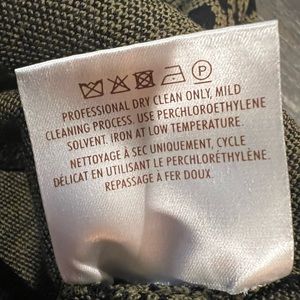 P
PROFESSIONAL DRY CLEAN ONLY, MILD
CLEANING PROCESS. USE PERCHLOROETHYLENE
SOLVENT. IRON AT LOW TEMPERATURE.
NETTOYAGE À SEC UNIQUEMENT, CYCLE
DÉLICAT EN UTILISANT LE PERCHLORÉTHYLÈNE.
REPASSAGE À FER DOUX.